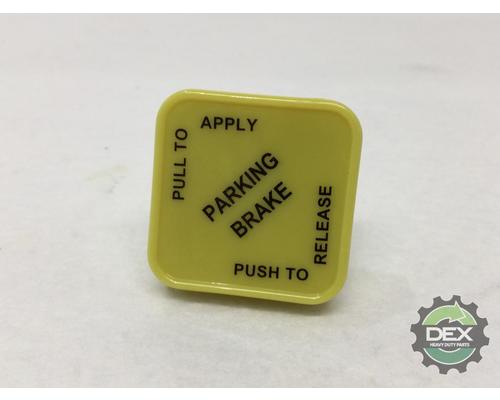 PULL TO
APPLY
PARKING
BRAKE
PUSH TO
RELEASE
DEX
HEAVY DUTY PARTS